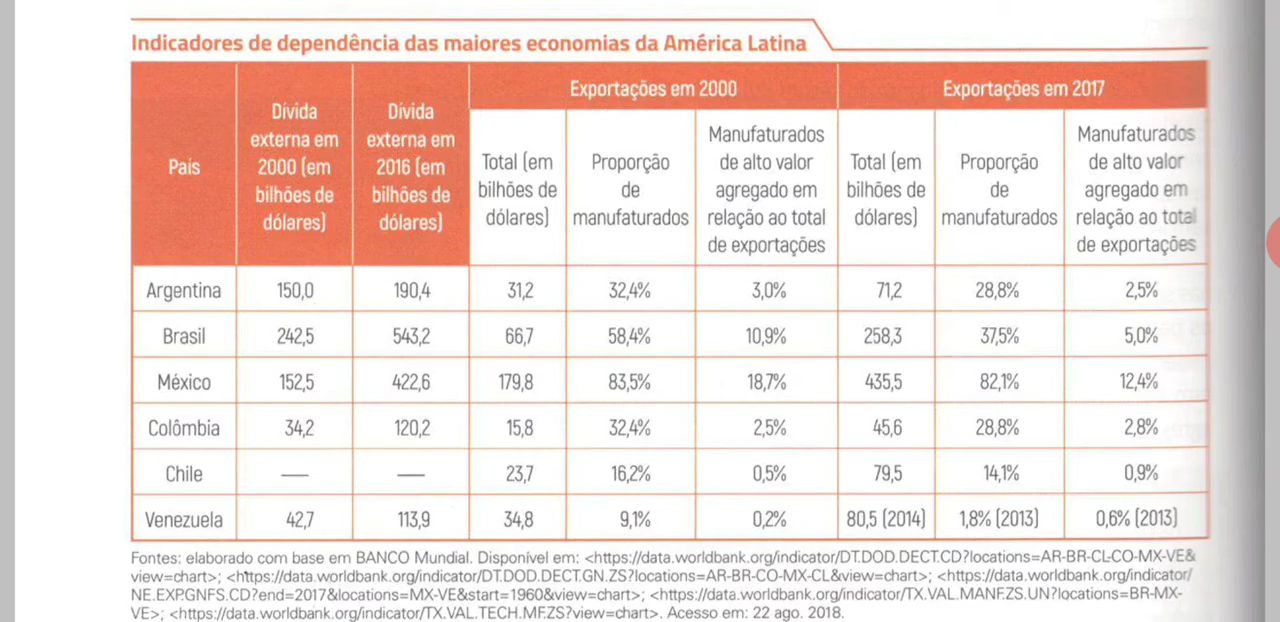 Indicadores de dependência das maiores economias da América Latina
País
Dívida
externa em
2000 (em
bilhões de
dólares)
Dívida
externa em
2016 (em
bilhões de
dólares)
Exportações em 2000
Exportações em 2017
Total (em
bilhões de
dólares)
Proporção
de
manufaturados
Manufaturados
de alto valor
agregado em
relação ao total
de exportações
Total (em
bilhões de
dólares)
Proporção
de
manufaturados
Manufaturados
de alto valor
agregado em
relação ao total
de exportações
Argentina 150,0 190,4 31,2 32,4% 3,0% 71,2 28,8% 2,5%
Brasil 242,5 543,2 66,7 58,4% 10,9% 258,3 37,5% 5,0%
México 152,5 422,6 179,8 83,5% 18,7% 435,5 82,1% 12,4%
Colômbia 34,2 120,2 15,8 32,4% 2,5% 45,6 28,8% 2,8%
Chile — — 23,7 16,2% 0,5% 79,5 14,1% 0,9%
Venezuela 42,7 113,9 34,8 9,1% 0,2% 80,5 (2014) 1,8% (2013) 0,6% (2013)
Fontes: elaborado com base em BANCO Mundial. Disponível em: <https://data.worldbank.org/indicator/DT.DOD.DECT.CD?locations=AR-BR-CL-CO-MX-VE&
view=chart>; <https://data.worldbank.org/indicator/DT.DOD.DECT.GN.ZS?locations=AR-BR-CO-MX-CL&view=chart>; <https://data.worldbank.org/indicator/
NE.EXP.GNFS.CD?end=2017&locations=MX-VE&start=1960&view=chart>; <https://data.worldbank.org/indicator/TX.VAL.MANF.ZS.UN?locations=BR-MX-
VE>; <https://data.worldbank.org/indicator/TX.VAL.TECH.MF.ZS?view=chart>. Acesso em: 22 ago. 2018.